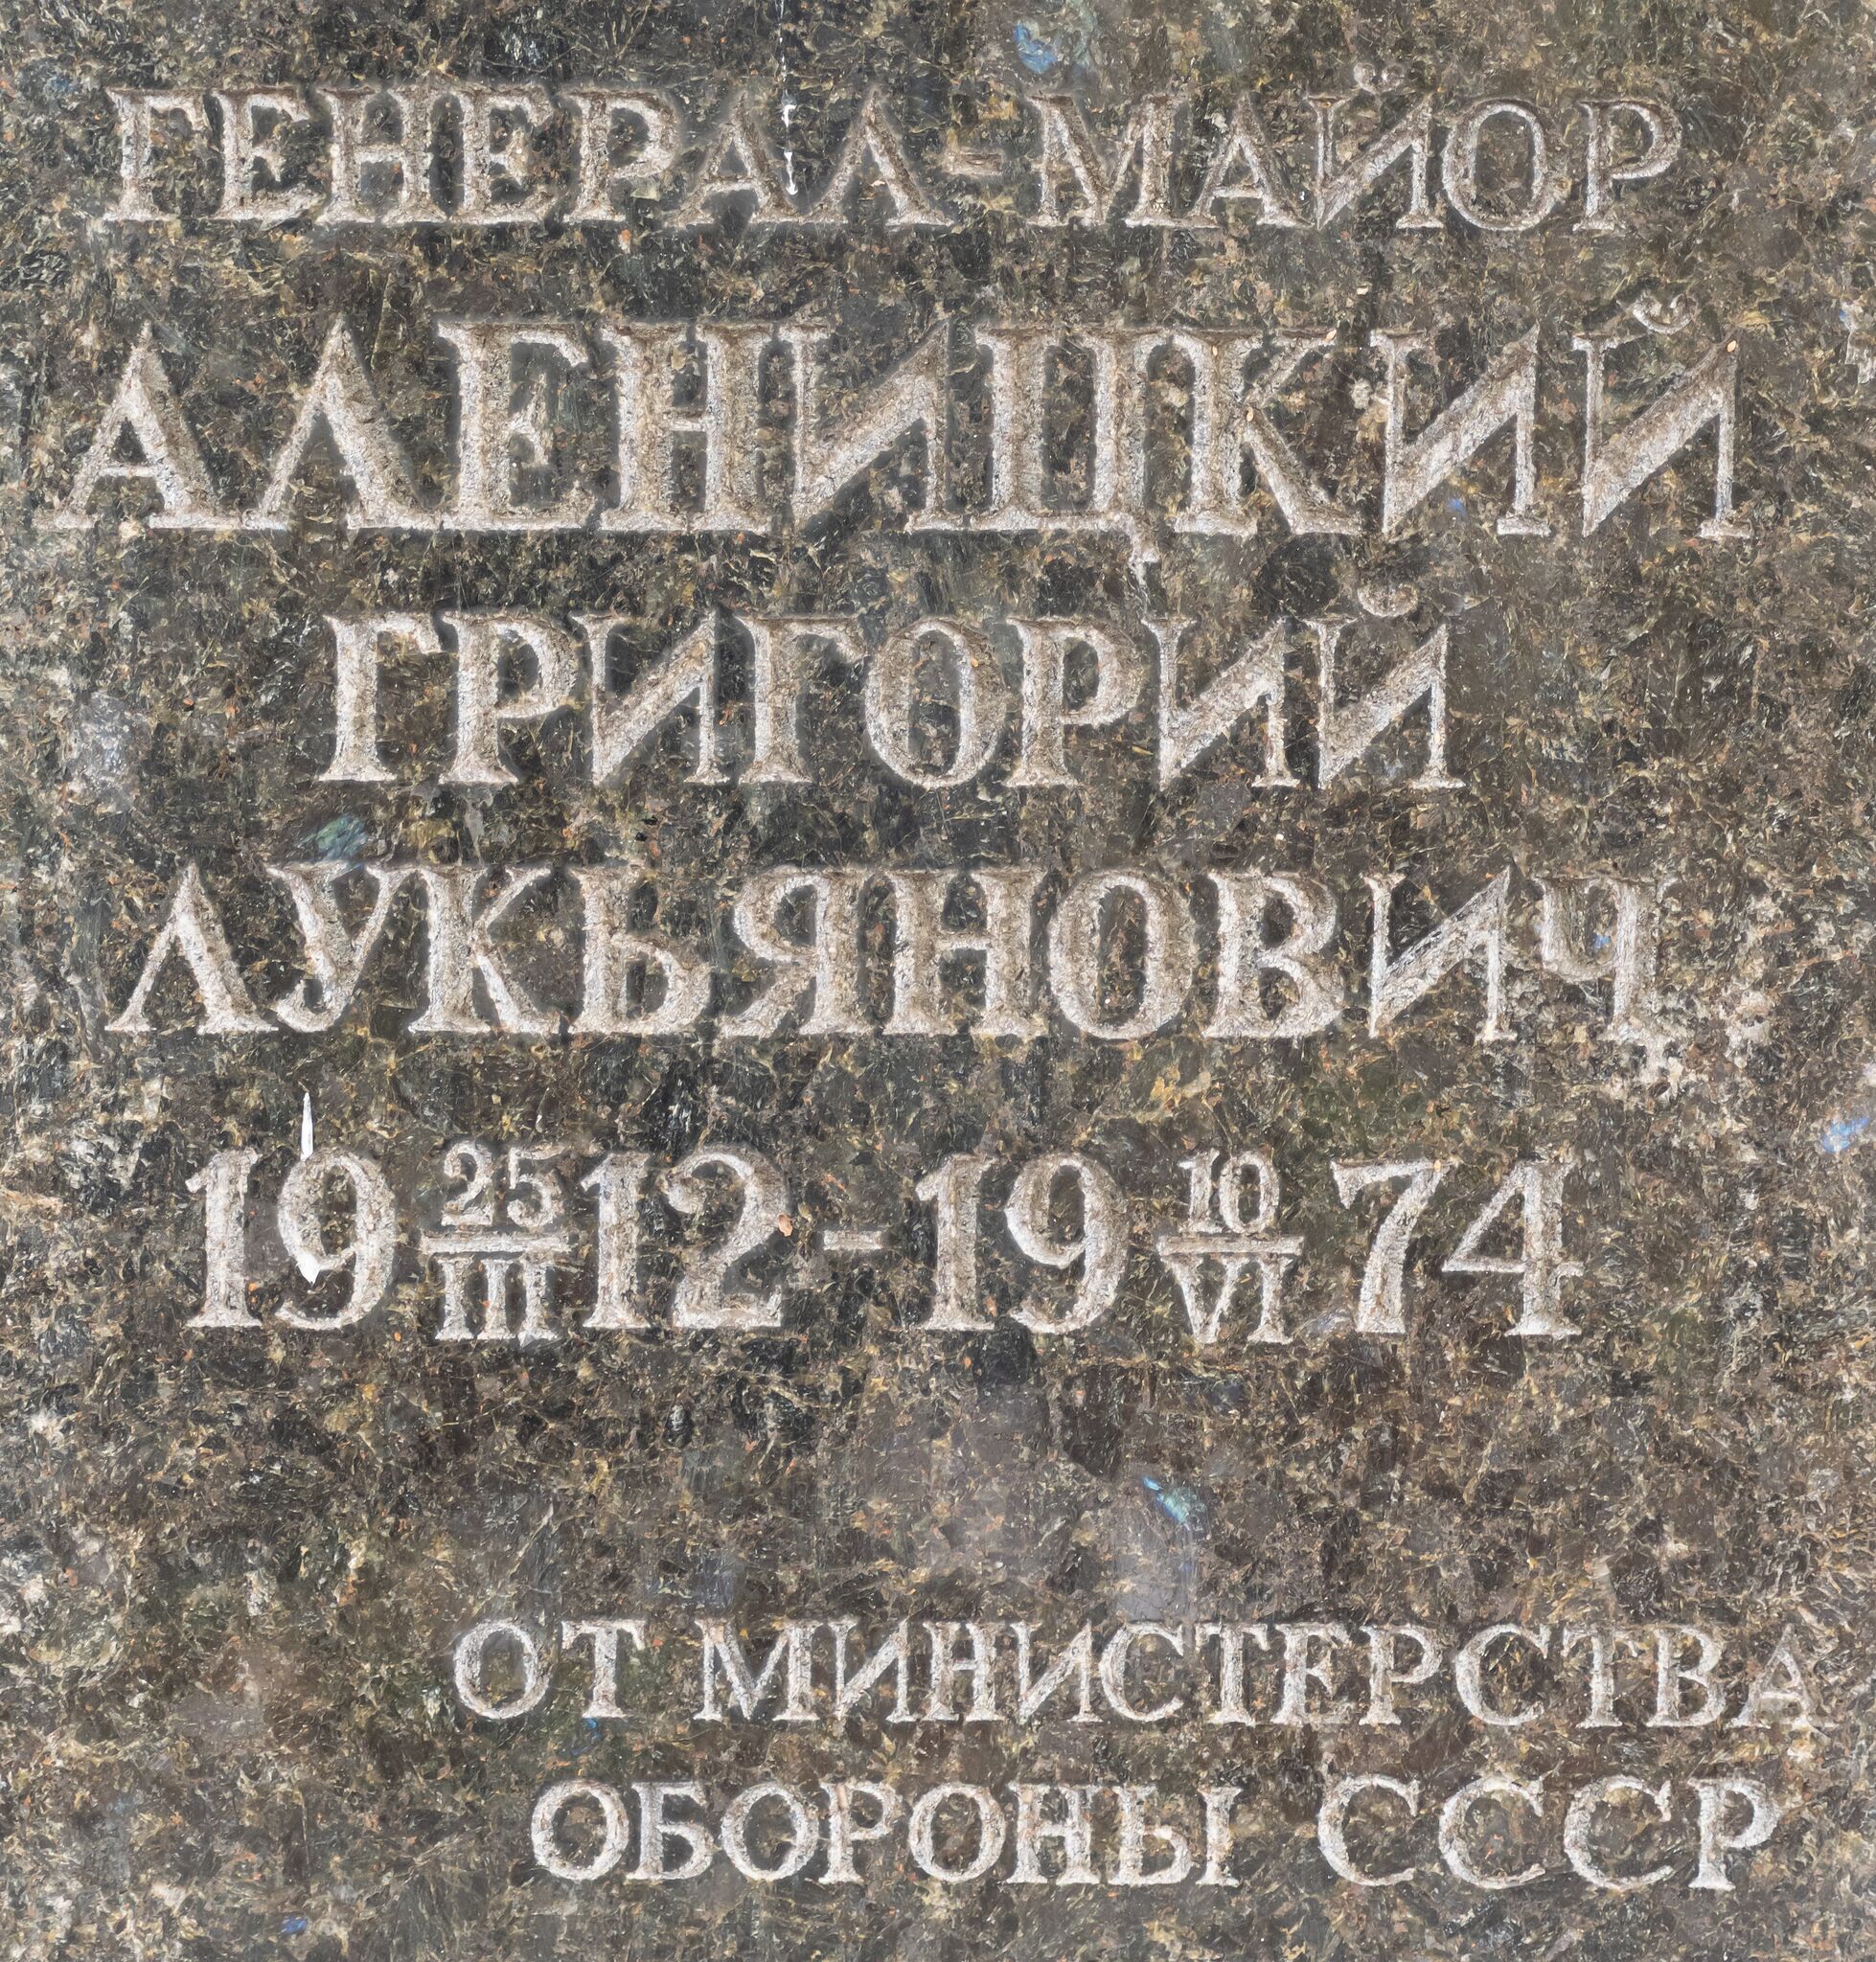 ГЕНЕРАЛ-МАЙОР
АЛЕНИЦКИЙ
ГРИГОРИЙ
ЛУКЬЯНОВИЧ
19 25/III 12-19 10/VI 74
ОТ МИНИСТЕРСТВА
ОБОРОНЫ СССР